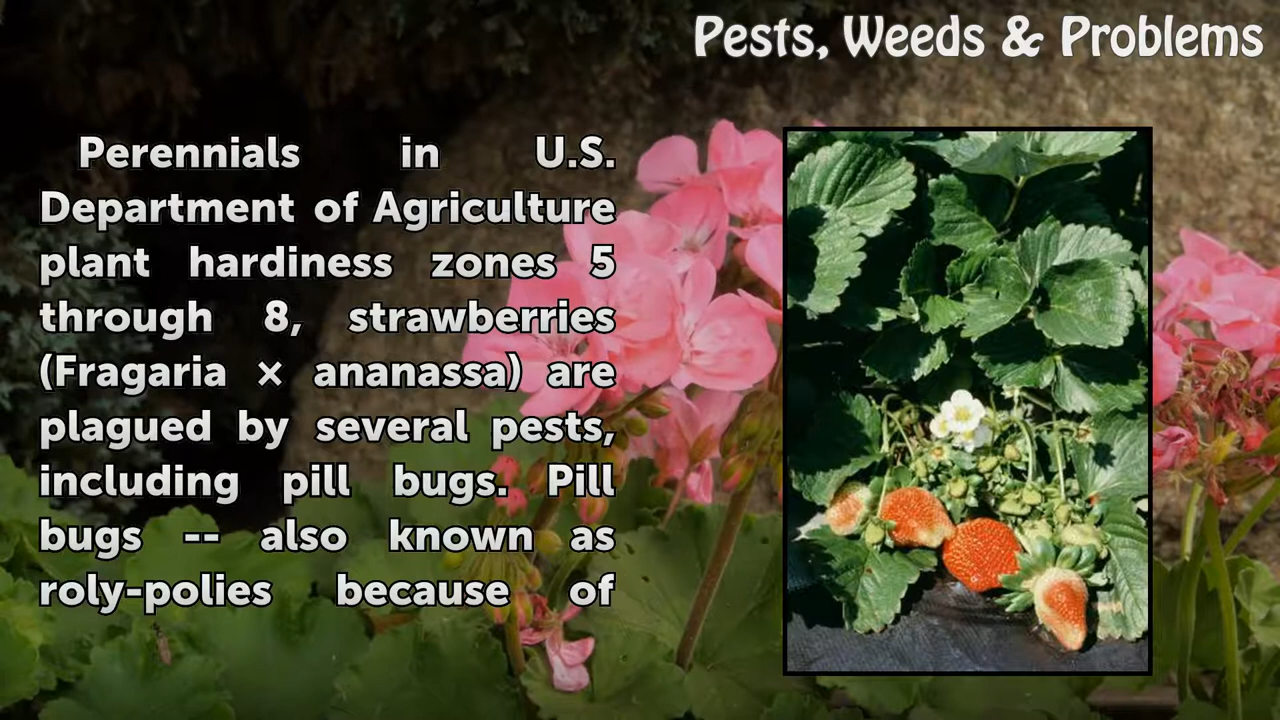 Pests, Weeds & Problems
Perennials in U.S.
Department of Agriculture
plant hardiness zones 5
through 8, strawberries
(Fragaria × ananassa) are
plagued by several pests,
including pill bugs. Pill
bugs -- also known as
roly-polies because of